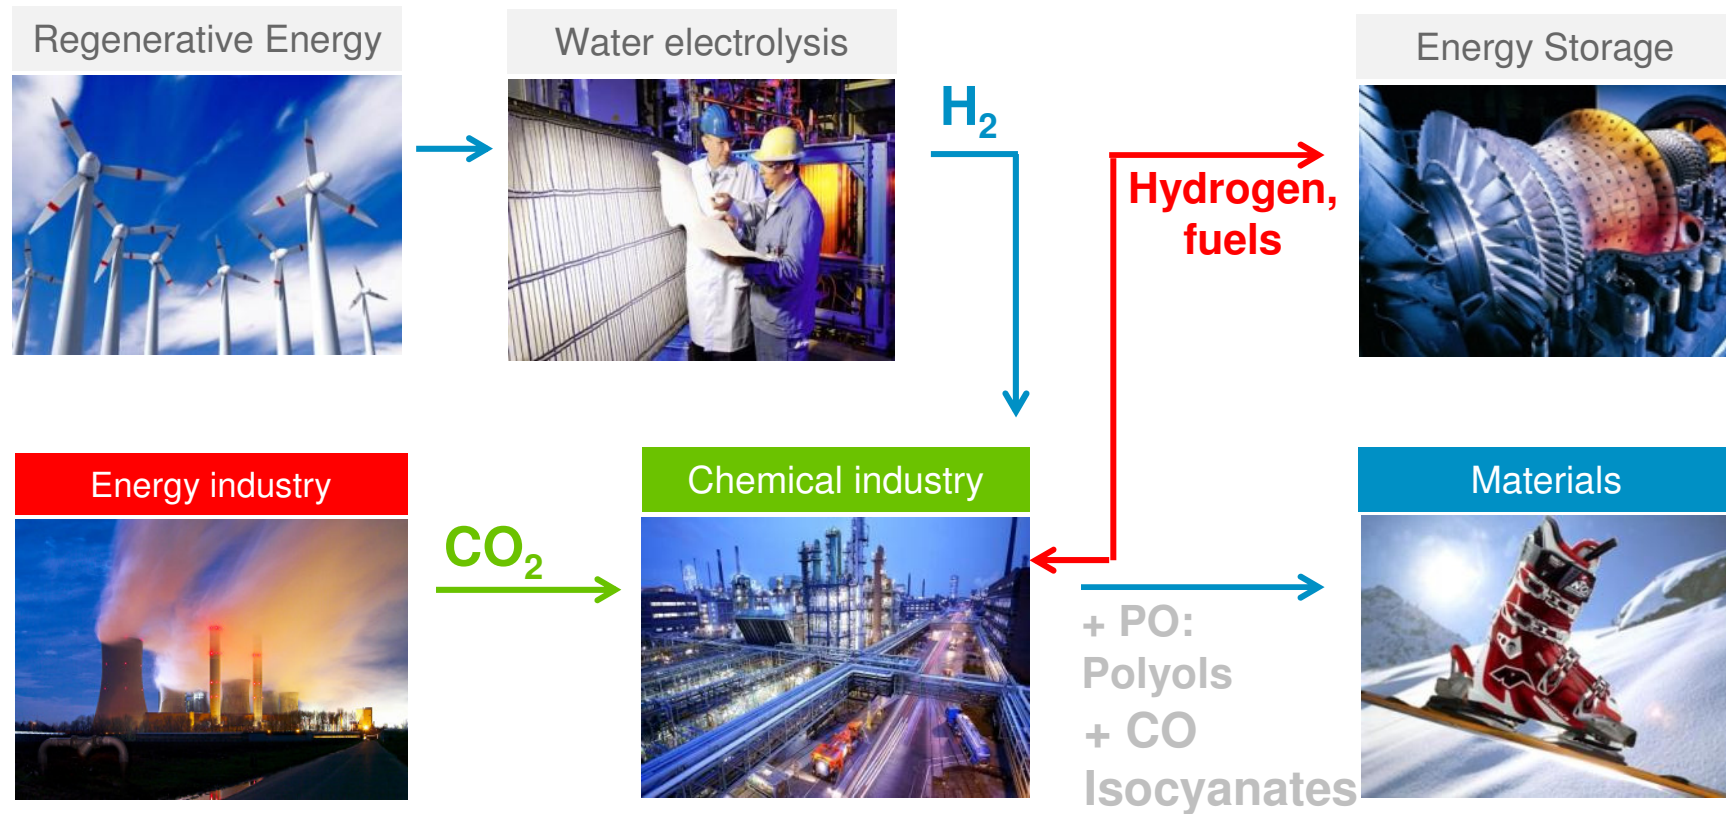 Regenerative Energy
Water electrolysis
Energy Storage
H₂
Hydrogen,
fuels
Energy industry
Chemical industry
Materials
CO₂
+ PO:
Polyols
+ CO
Isocyanates